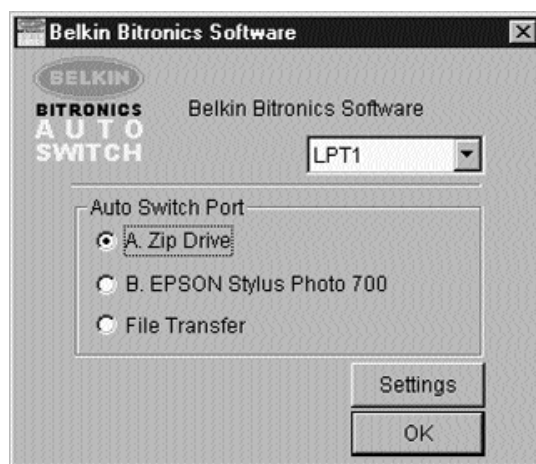 Belkin Bitronics Software
BELKIN
BITRONICS
AUTO
SWITCH
Belkin Bitronics Software
LPT1
Auto Switch Port
A. Zip Drive
B. EPSON Stylus Photo 700
File Transfer
Settings
OK